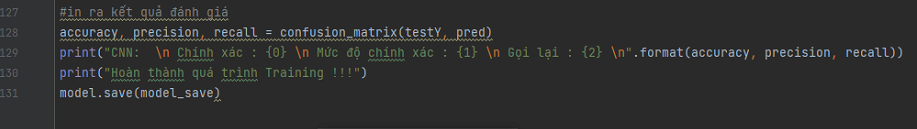 127 #in ra kết quả đánh giá
128 accuracy, precision, recall = confusion_matrix(testY, pred)
129 print("CNN:  \n Chính xác : {0} \n Mức độ chính xác : {1} \n Gọi lại : {2} \n".format(accuracy, precision, recall))
130 print("Hoàn thành quá trình Training !!!")
131 model.save(model_save)